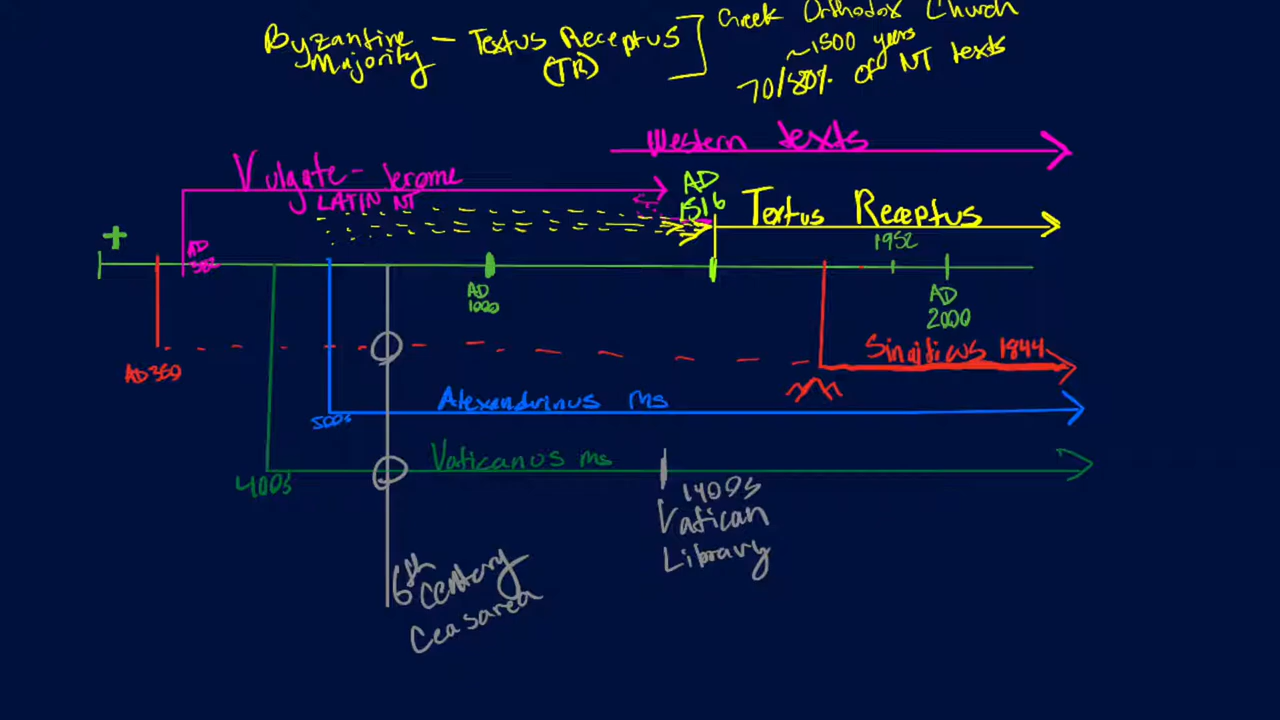 Byzantine Majority — Textus Receptus (TR)
Greek Orthodox Church
~1500 years
70/80% of NT texts
Western texts
Vulgate - Jerome
LATIN NT
AD 1516
Textus Receptus
1952
AD 382
AD 1000
AD 2000
AD 350
Sinaiticus 1844
Alexandrinus ms
500s
Vaticanus ms
400s
1400s
Vatican
Library
6th
Century
Ceasarea